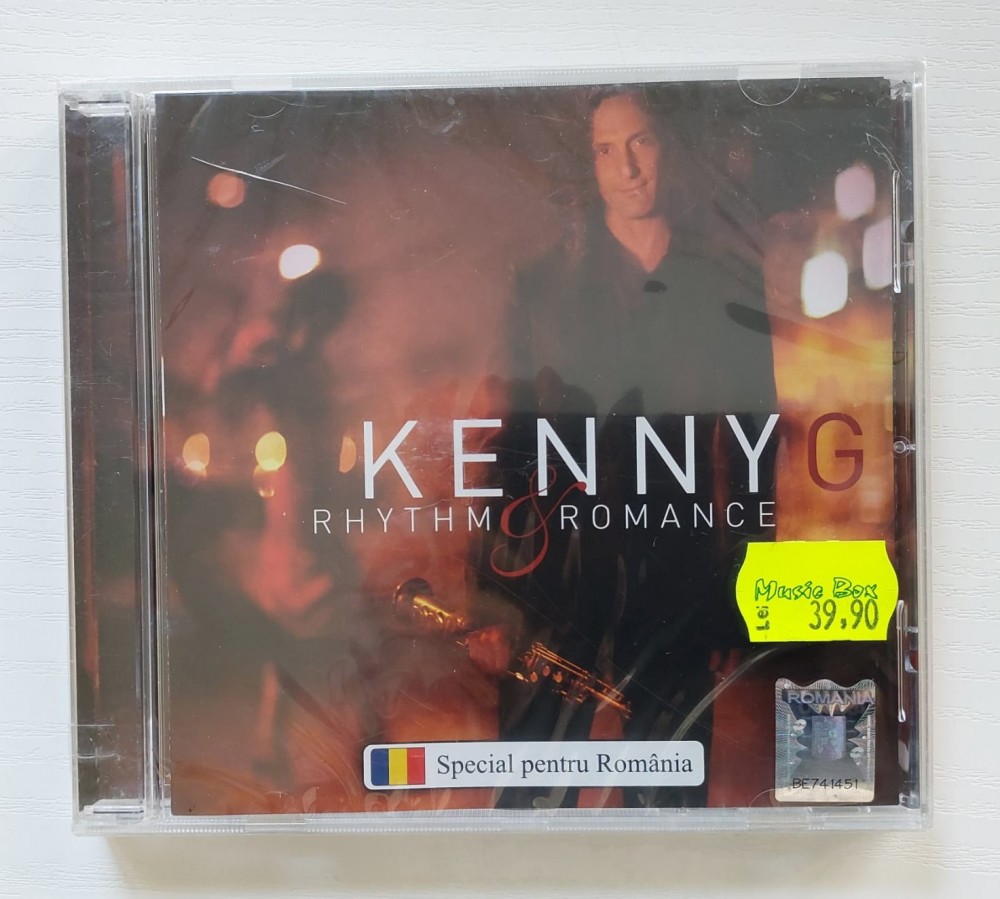 KENNY G
RHYTHM & ROMANCE
Music Box
Lei 39,90
ROMANIA
BE741451
Special pentru România